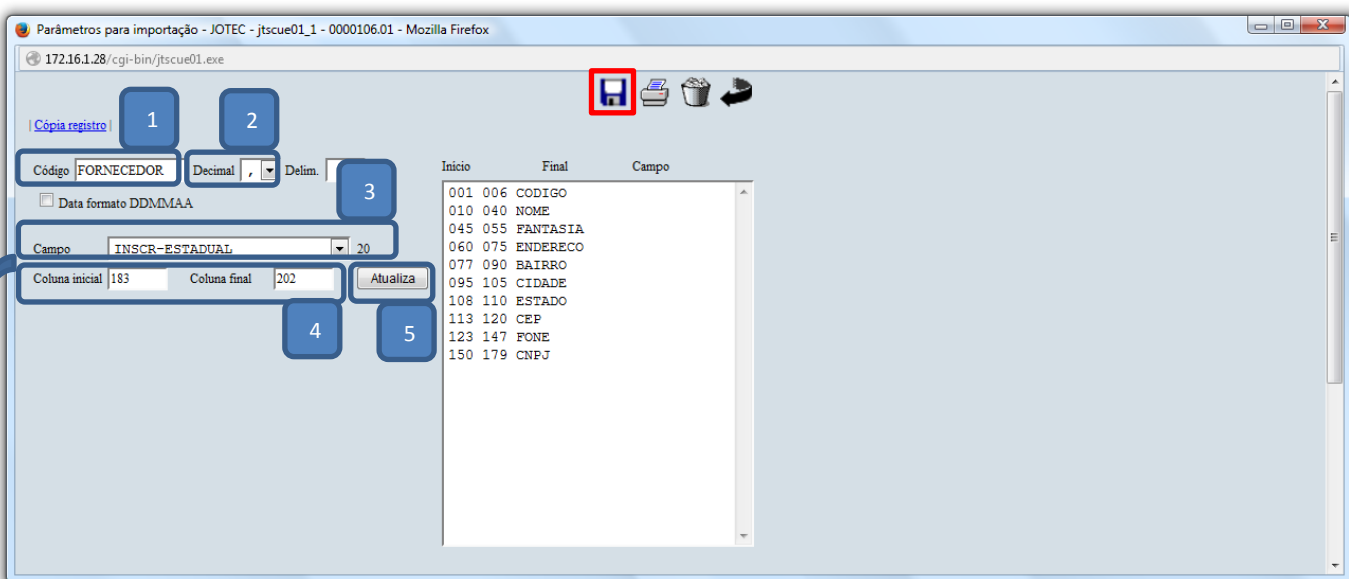 Parâmetros para importação - JOTEC - jtscue01_1 - 0000106.01 - Mozilla Firefox
172.16.1.28/cgi-bin/jtscue01.exe
| Cópia registro |
1
2
Código FORNECEDOR Decimal , Delim.
3
Data formato DDMMAA
Campo INSCR-ESTADUAL 20
Coluna inicial 183 Coluna final 202 Atualiza
4
5
Início Final Campo
001 006 CODIGO
010 040 NOME
045 055 FANTASIA
060 075 ENDERECO
077 090 BAIRRO
095 105 CIDADE
108 110 ESTADO
113 120 CEP
123 147 FONE
150 179 CNPJ